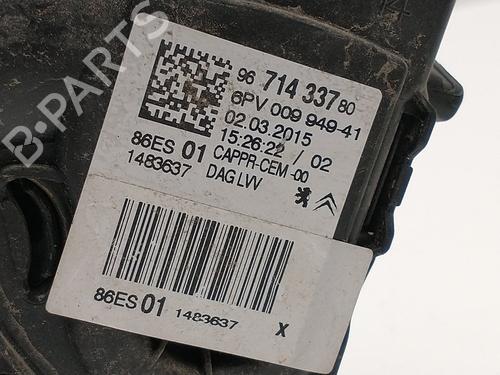 96 714 337 80
6PV 009 949-41
02.03.2015
15:26:22 / 02
86ES 01 CAPPR-CEM -00
1483637 DAG LVV
86ES 01 1483637 X
B-PARTS